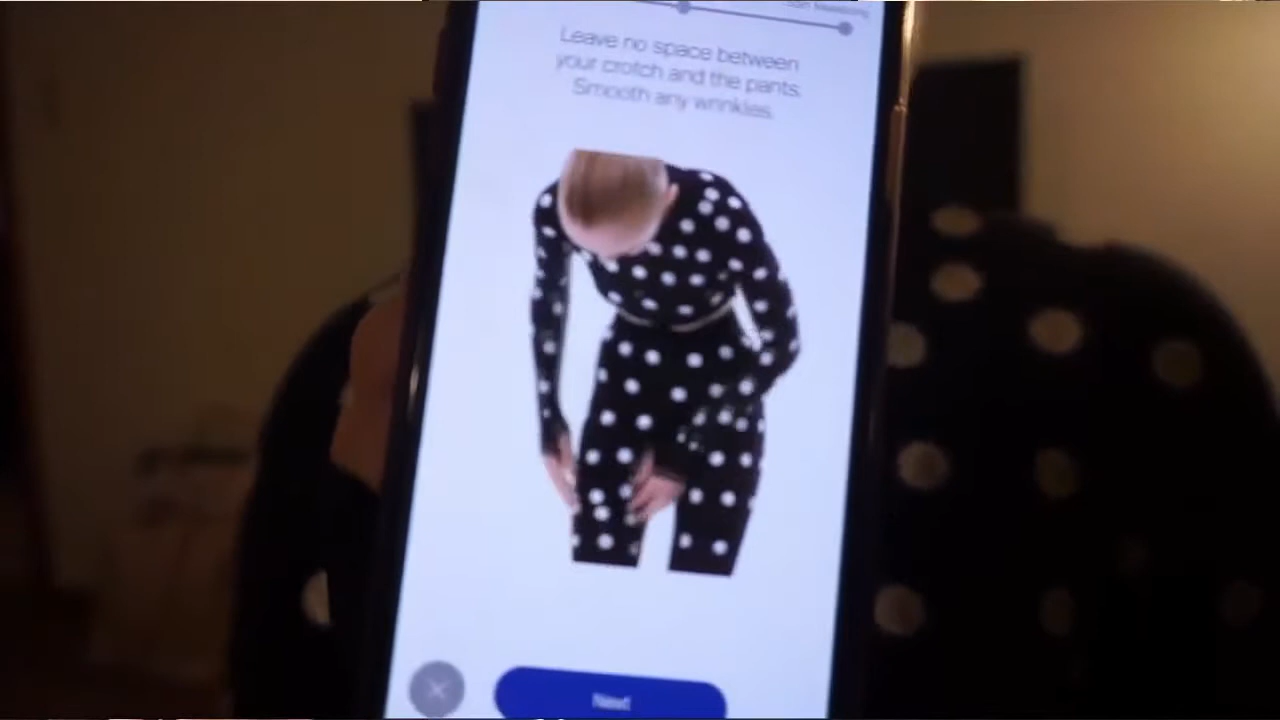 Leave no space between
your crotch and the pants.
Smooth any wrinkles.
Next